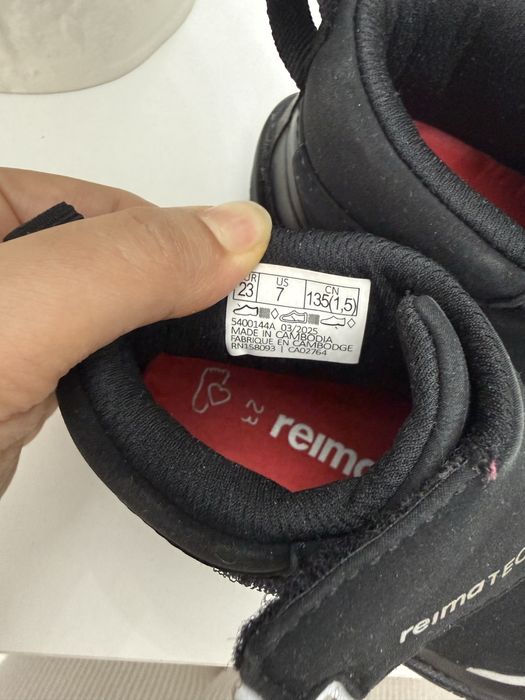 EUR US CN
23 7 135(1,5)
5400144A 03/2025
MADE IN CAMBODIA
FABRIQUE EN CAMBODGE
RN158093 | CA02764
23
reima
reimaTEC